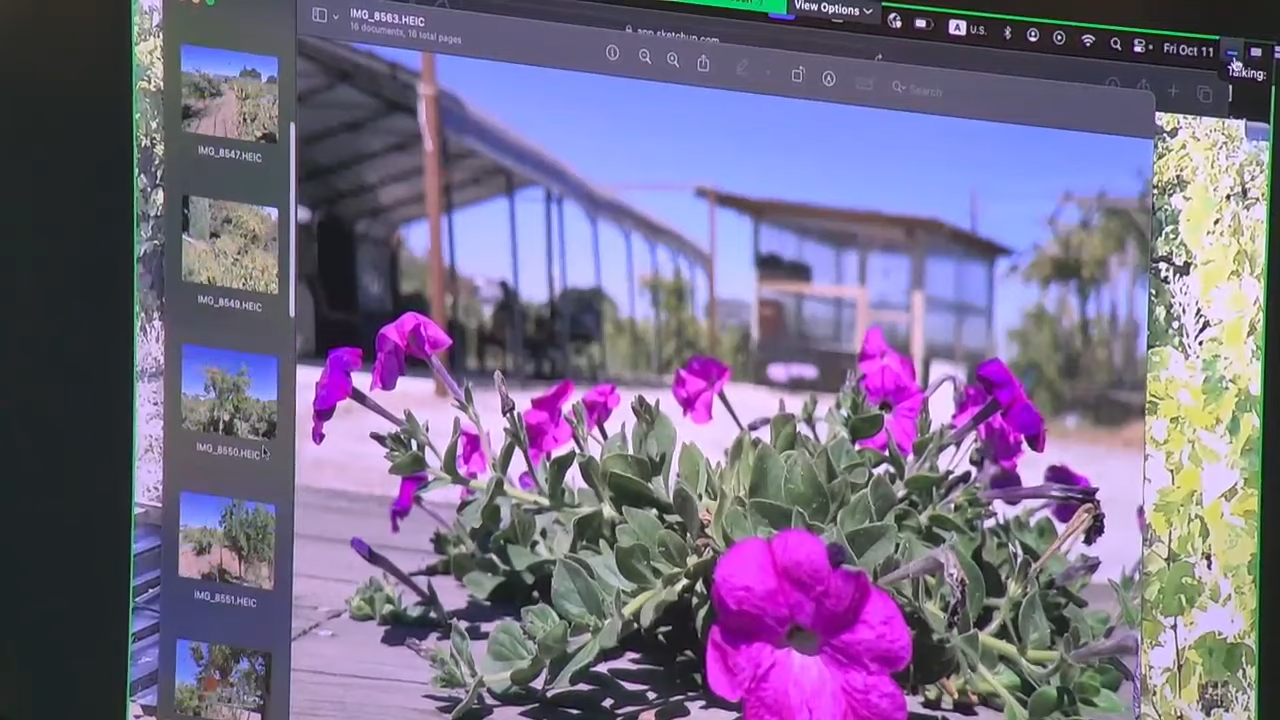 View Options
A U.S.
Fri Oct 11
Talking:
IMG_8563.HEIC
16 documents, 16 total pages
app.sketchup.com
Search
IMG_8547.HEIC
IMG_8549.HEIC
IMG_8550.HEIC
IMG_8551.HEIC